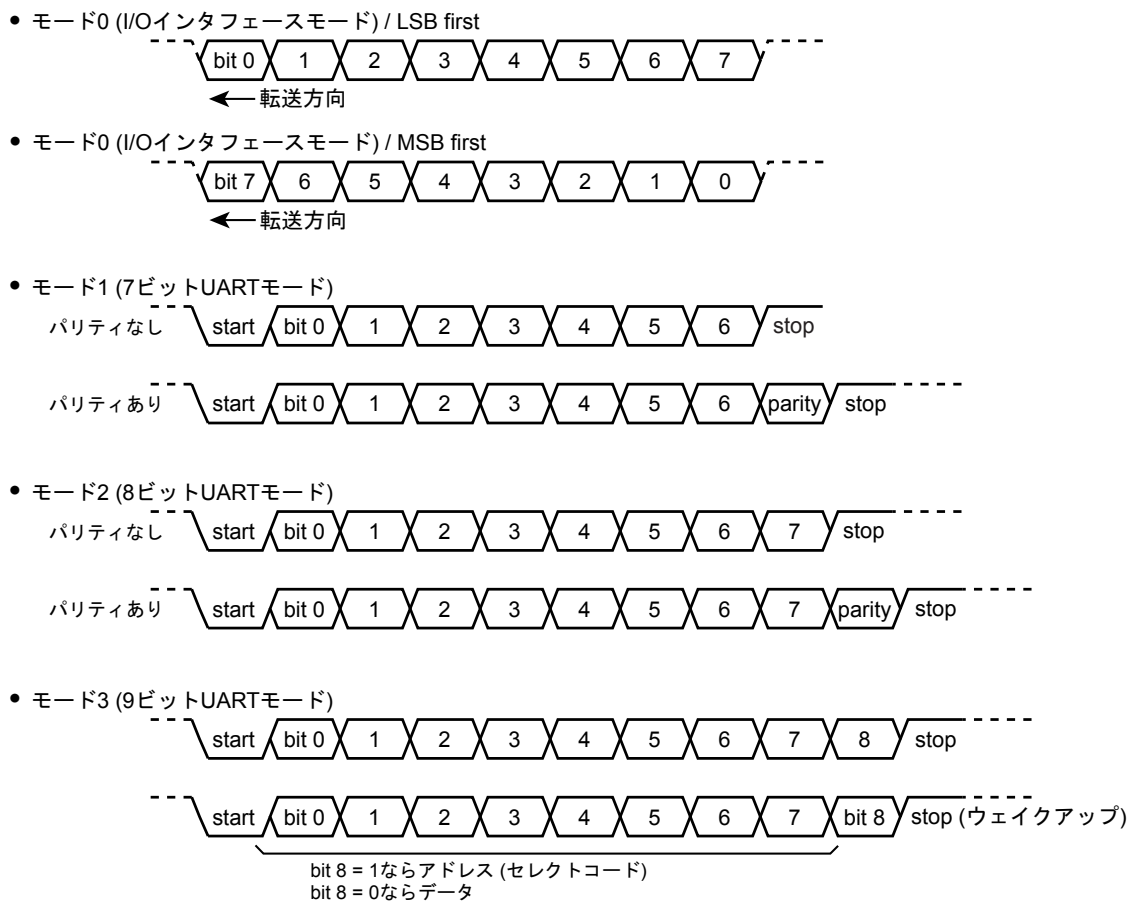 ● モード0 (I/Oインタフェースモード) / LSB first
bit 0 1 2 3 4 5 6 7
転送方向
● モード0 (I/Oインタフェースモード) / MSB first
bit 7 6 5 4 3 2 1 0
転送方向
● モード1 (7ビットUARTモード)
パリティなし start bit 0 1 2 3 4 5 6 stop
パリティあり start bit 0 1 2 3 4 5 6 parity stop
● モード2 (8ビットUARTモード)
パリティなし start bit 0 1 2 3 4 5 6 7 stop
パリティあり start bit 0 1 2 3 4 5 6 7 parity stop
● モード3 (9ビットUARTモード)
start bit 0 1 2 3 4 5 6 7 8 stop
start bit 0 1 2 3 4 5 6 7 bit 8 stop (ウェイクアップ)
bit 8 = 1ならアドレス (セレクトコード)
bit 8 = 0ならデータ